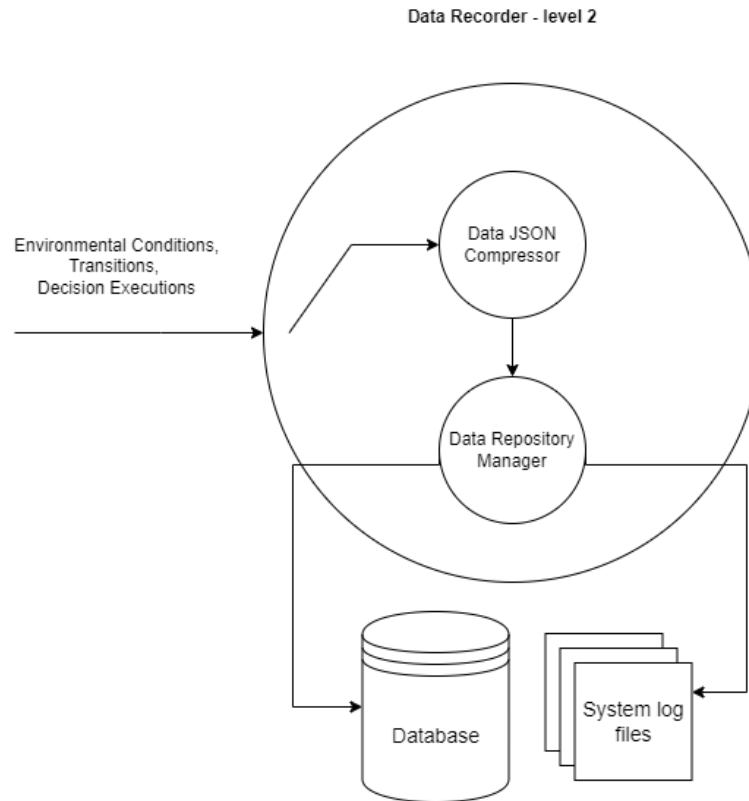 Data Recorder - level 2
Environmental Conditions,
Transitions,
Decision Executions
Data JSON
Compressor
Data Repository
Manager
Database
System log
files